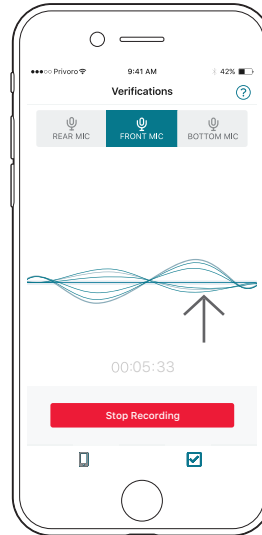 Privoro 9:41 AM 42%
Verifications ?
REAR MIC FRONT MIC BOTTOM MIC
00:05:33
Stop Recording